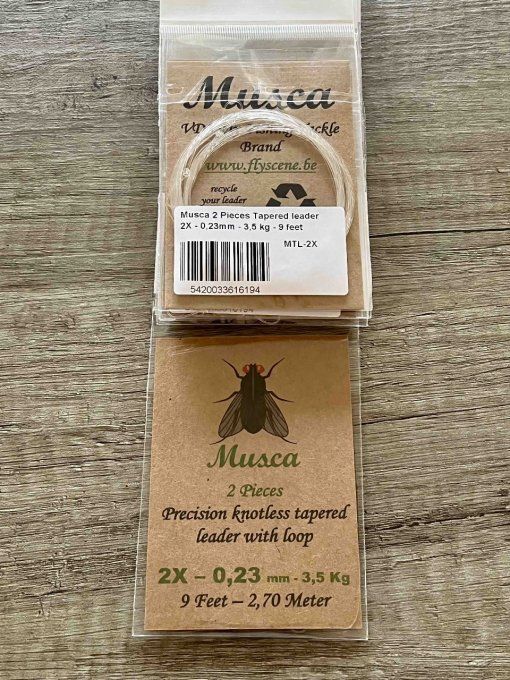 Musca
Brand
www.flyscene.be
recycle
your leader
Musca 2 Pieces Tapered leader
2X - 0,23mm - 3,5 kg - 9 feet
MTL-2X
5420033616194
Musca
2 Pieces
Precision knotless tapered
leader with loop
2X – 0,23 mm - 3,5 Kg
9 Feet – 2,70 Meter